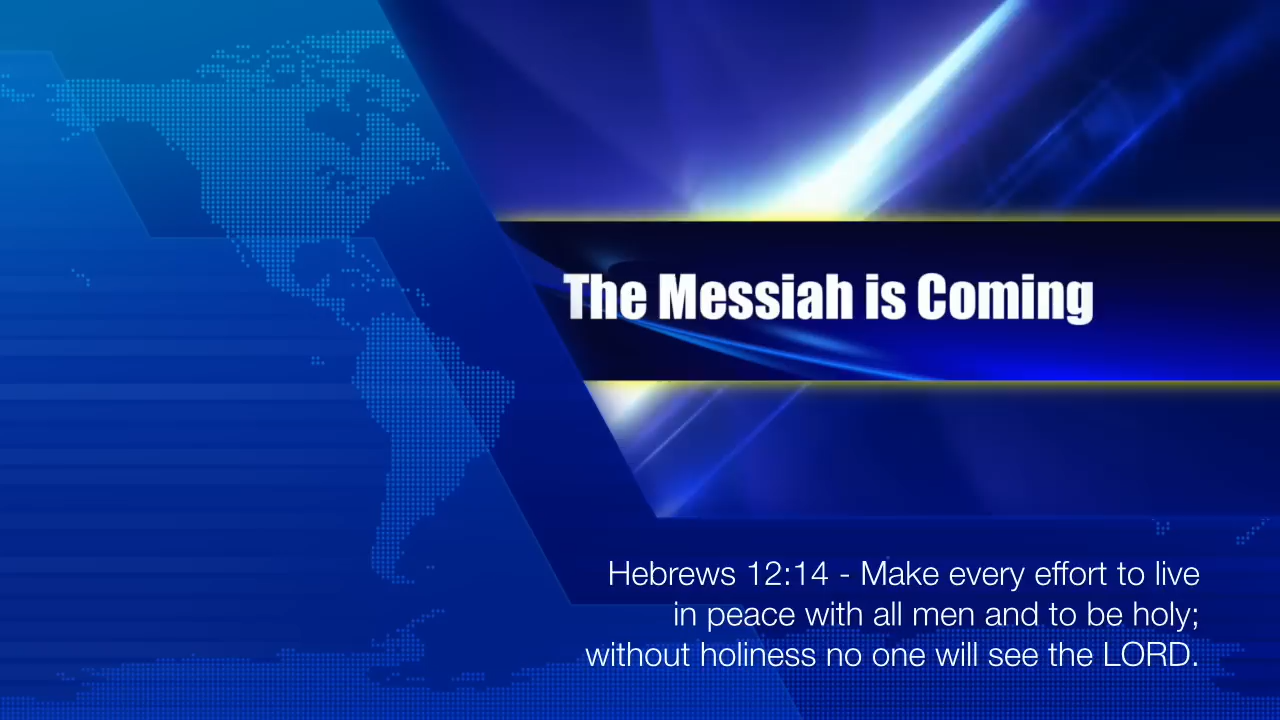 The Messiah is Coming
Hebrews 12:14 - Make every effort to live
in peace with all men and to be holy;
without holiness no one will see the LORD.